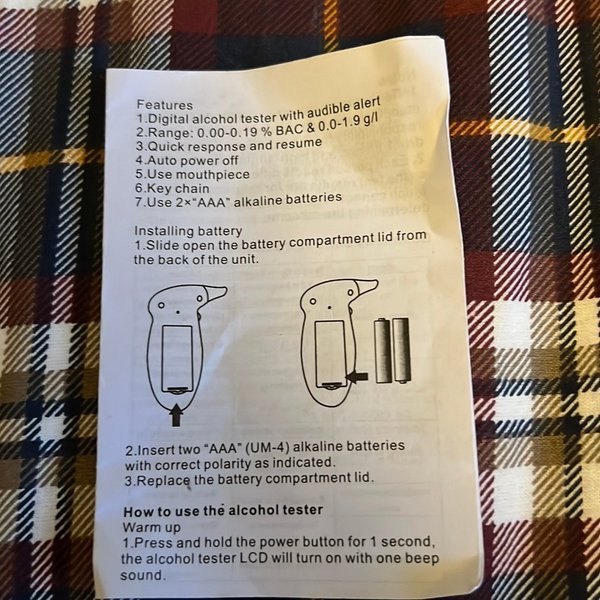 Features
1.Digital alcohol tester with audible alert
2.Range: 0.00-0.19 % BAC & 0.0-1.9 g/l
3.Quick response and resume
4.Auto power off
5.Use mouthpiece
6.Key chain
7.Use 2×“AAA” alkaline batteries
Installing battery
1.Slide open the battery compartment lid from
the back of the unit.
2.Insert two “AAA” (UM-4) alkaline batteries
with correct polarity as indicated.
3.Replace the battery compartment lid.
How to use the alcohol tester
Warm up
1.Press and hold the power button for 1 second,
the alcohol tester LCD will turn on with one beep
sound.